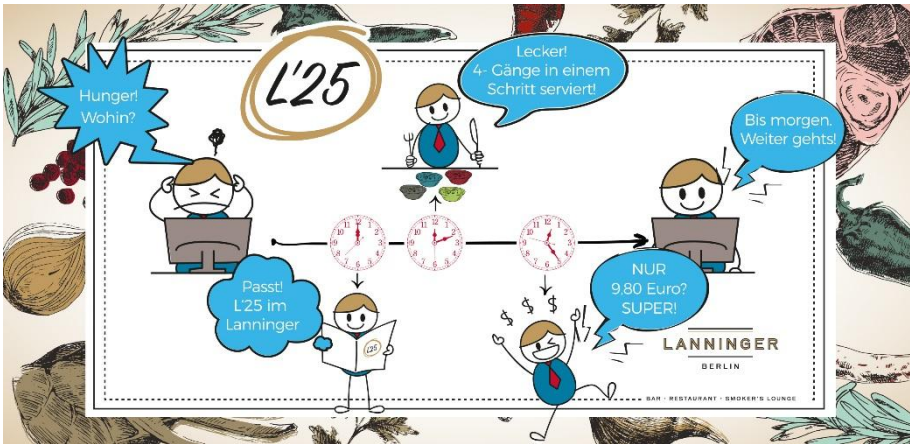 L'25
Hunger!
Wohin?
Lecker!
4- Gänge in einem
Schritt serviert!
Bis morgen.
Weiter gehts!
Passt!
L'25 im
Lanninger
L'25
NUR
9,80 Euro?
SUPER!
$ $ $ $
LANNINGER
BERLIN
BAR · RESTAURANT · SMOKER'S LOUNGE